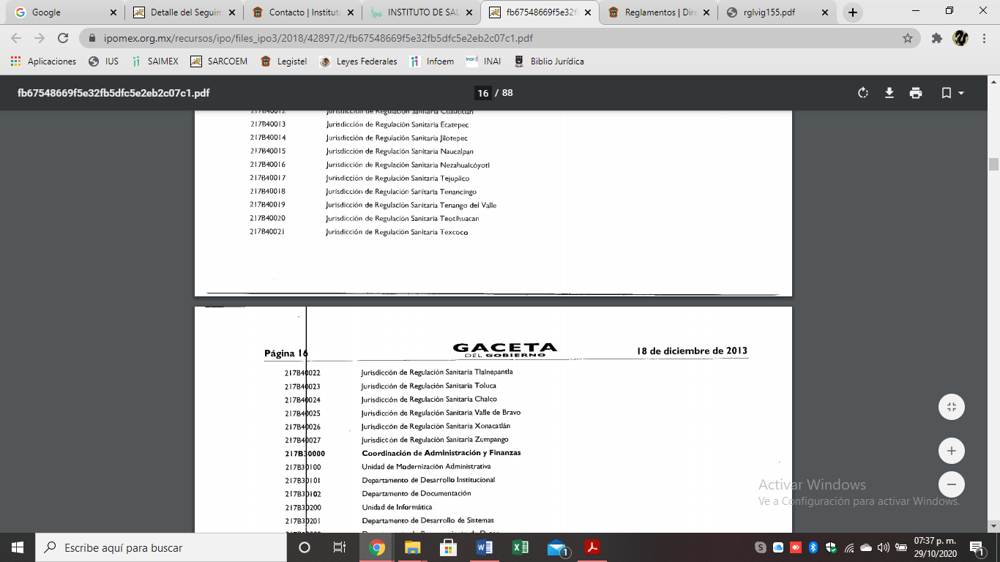 Google
Detalle del Seguim
Contacto | Institut
INSTITUTO DE SAL
fb67548669f5e32f
Reglamentos | Dire
rglvig155.pdf
ipomex.org.mx/recursos/ipo/files_ipo3/2018/42897/2/fb67548669f5e32fb5dfc5e2eb2c07c1.pdf
Aplicaciones IUS SAIMEX SARCOEM Legistel Leyes Federales Infoem INAI Biblio Jurídica
fb67548669f5e32fb5dfc5e2eb2c07c1.pdf 16 / 88
217B40012 Jurisdicción de Regulación Sanitaria Cuautitlán
217B40013 Jurisdicción de Regulación Sanitaria Ecatepec
217B40014 Jurisdicción de Regulación Sanitaria Jilotepec
217B40015 Jurisdicción de Regulación Sanitaria Naucalpan
217B40016 Jurisdicción de Regulación Sanitaria Nezahualcóyotl
217B40017 Jurisdicción de Regulación Sanitaria Tejupilco
217B40018 Jurisdicción de Regulación Sanitaria Tenancingo
217B40019 Jurisdicción de Regulación Sanitaria Tenango del Valle
217B40020 Jurisdicción de Regulación Sanitaria Teotihuacan
217B40021 Jurisdicción de Regulación Sanitaria Texcoco
Página 16 GACETA DEL GOBIERNO 18 de diciembre de 2013
217B40022 Jurisdicción de Regulación Sanitaria Tlalnepantla
217B40023 Jurisdicción de Regulación Sanitaria Toluca
217B40024 Jurisdicción de Regulación Sanitaria Chalco
217B40025 Jurisdicción de Regulación Sanitaria Valle de Bravo
217B40026 Jurisdicción de Regulación Sanitaria Xonacatlán
217B40027 Jurisdicción de Regulación Sanitaria Zumpango
217B30000 Coordinación de Administración y Finanzas
217B30100 Unidad de Modernización Administrativa
217B30101 Departamento de Desarrollo Institucional
217B30102 Departamento de Documentación
217B30200 Unidad de Informática
217B30201 Departamento de Desarrollo de Sistemas
Activar Windows
Ve a Configuración para activar Windows.
Escribe aquí para buscar
07:37 p. m.
29/10/2020